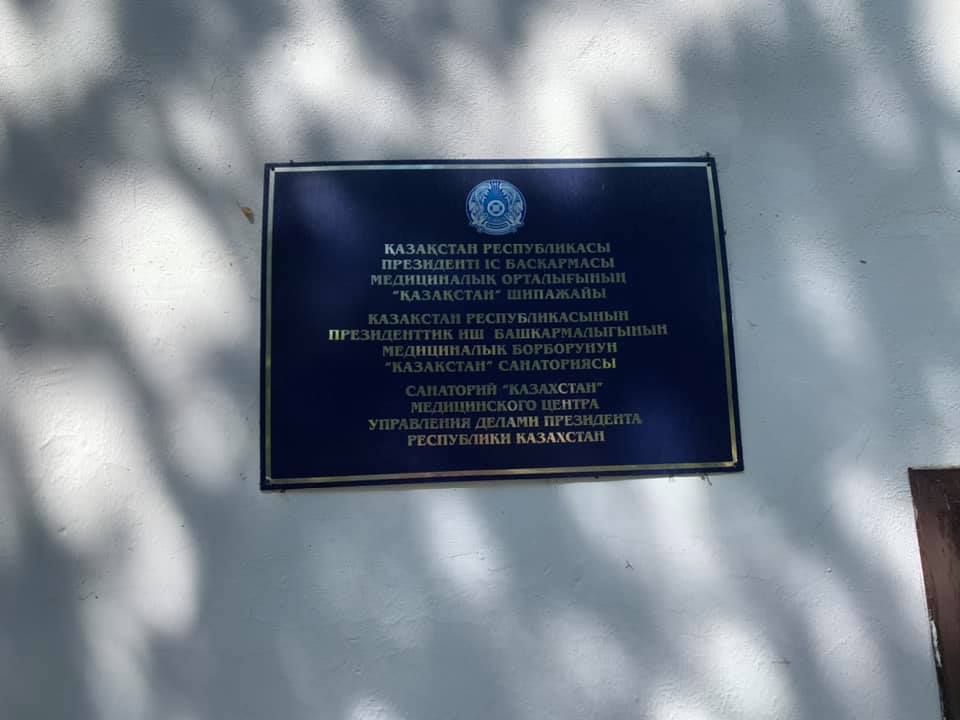 ҚАЗАҚСТАН РЕСПУБЛИКАСЫ
ПРЕЗИДЕНТІ ІС БАСҚАРМАСЫ
МЕДИЦИНАЛЫҚ ОРТАЛЫҒЫНЫҢ
"ҚАЗАҚСТАН" ШИПАЖАЙЫ
КАЗАКСТАН РЕСПУБЛИКАСЫНЫН
ПРЕЗИДЕНТТИК ИШ БАШКАРМАЛЫГЫНЫН
МЕДИЦИНАЛЫК БОРБОРУНУН
"КАЗАКСТАН" САНАТОРИЯСЫ
САНАТОРИЙ "КАЗАХСТАН"
МЕДИЦИНСКОГО ЦЕНТРА
УПРАВЛЕНИЯ ДЕЛАМИ ПРЕЗИДЕНТА
РЕСПУБЛИКИ КАЗАХСТАН